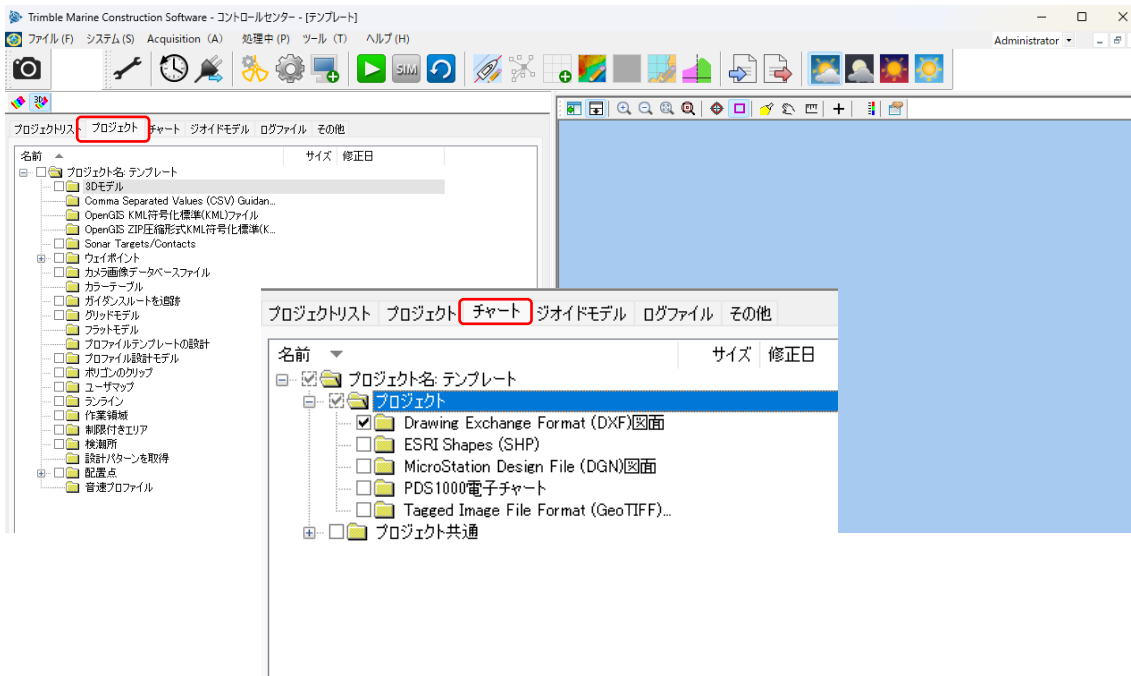 Trimble Marine Construction Software - コントロールセンター - [テンプレート]
ファイル(F) システム(S) Acquisition (A) 処理中(P) ツール (T) ヘルプ(H)
Administrator
SIM
3D
プロジェクトリスト プロジェクト チャート ジオイドモデル ログファイル その他
名前 サイズ 修正日
プロジェクト名: テンプレート
3Dモデル
Comma Separated Values (CSV) Guidan...
OpenGIS KML符号化標準(KML)ファイル
OpenGIS ZIP圧縮形式KML符号化標準(K...
Sonar Targets/Contacts
ウェイポイント
カメラ画像データベースファイル
カラーテーブル
ガイダンスルートを追跡
グリッドモデル
フラットモデル
プロファイルテンプレートの設計
プロファイル設計モデル
ポリゴンのクリップ
ユーザマップ
ランライン
作業領域
制限付きエリア
検潮所
設計パターンを取得
配置点
音速プロファイル
プロジェクトリスト プロジェクト チャート ジオイドモデル ログファイル その他
名前 サイズ 修正日
プロジェクト名: テンプレート
プロジェクト
Drawing Exchange Format (DXF)図面
ESRI Shapes (SHP)
MicroStation Design File (DGN)図面
PDS1000電子チャート
Tagged Image File Format (GeoTIFF)...
プロジェクト共通